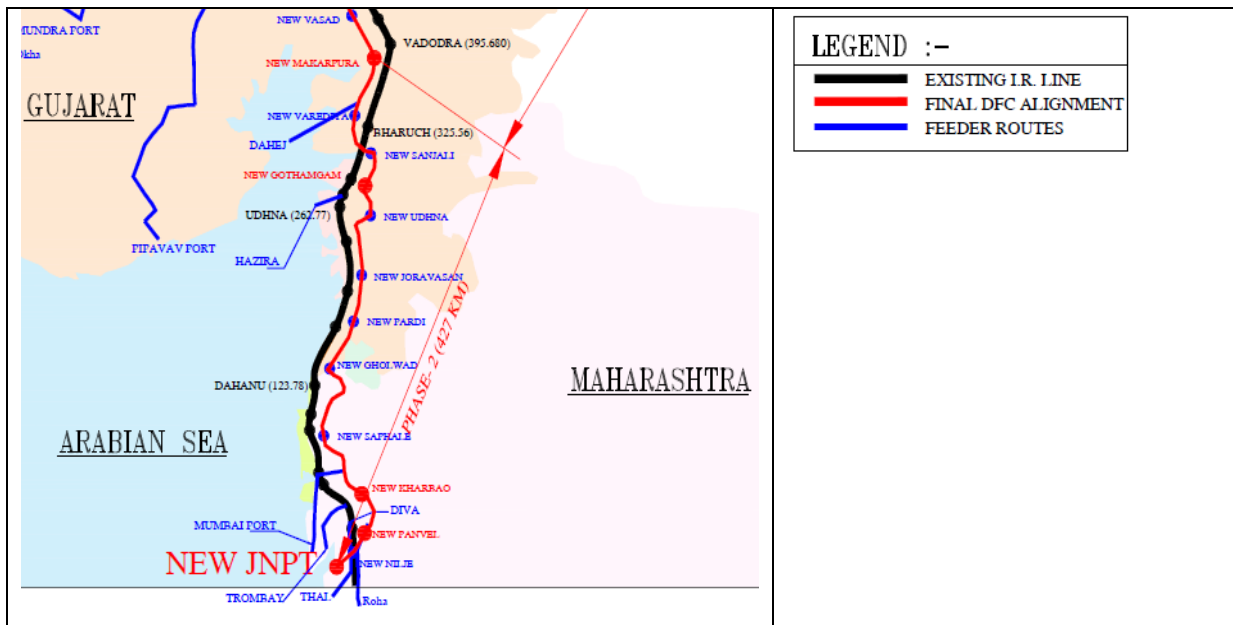 NEW VASAD
MUNDRA PORT
Okha
VADODRA (395.680)
NEW MAKARPURA
GUJARAT
NEW VAREDIYA
BHARUCH (325.56)
DAHEJ
NEW SANJALI
NEW GOTHAMGAM
UDHNA (262.77)
NEW UDHNA
PIPAVAV PORT
HAZIRA
NEW JORAVASAN
PHASE- 2 (427 KM)
NEW PARDI
NEW GHOLWAD
DAHANU (123.78)
MAHARASHTRA
ARABIAN SEA
NEW SAPHALE
NEW KHARBAO
DIVA
MUMBAI PORT
NEW PANVEL
NEW JNPT
NEW NILJE
TROMBAY
THAL
Roha
LEGEND :-
EXISTING I.R. LINE
FINAL DFC ALIGNMENT
FEEDER ROUTES